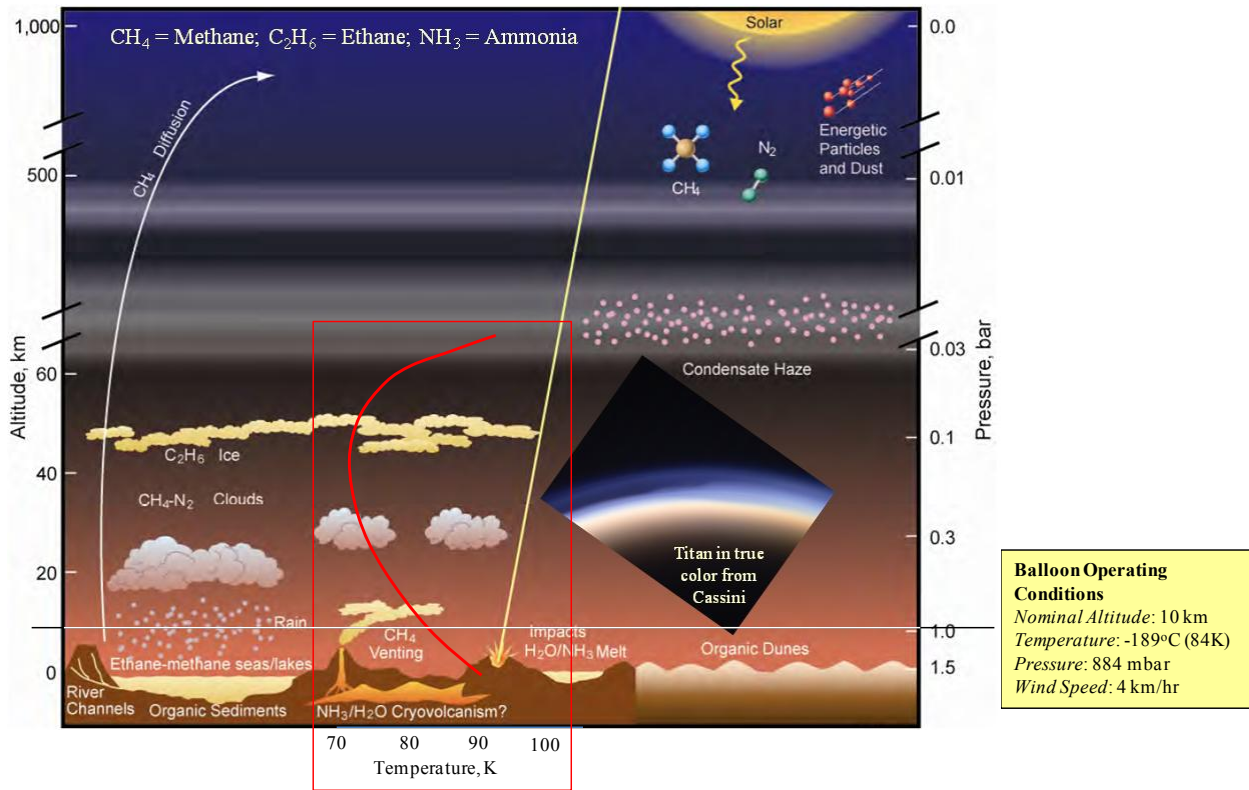 CH₄ = Methane; C₂H₆ = Ethane; NH₃ = Ammonia
Solar
1,000
500
60
40
20
0
Altitude, km
CH₄ Diffusion
CH₄
N₂
Energetic
Particles
and Dust
0.0
0.01
0.03
0.1
0.3
1.0
1.5
Pressure, bar
Condensate Haze
C₂H₆ Ice
CH₄-N₂ Clouds
Titan in true
color from
Cassini
Rain
CH₄
Venting
Impacts
H₂O/NH₃ Melt
Organic Dunes
Ethane-methane seas/lakes
River
Channels
Organic Sediments
NH₃/H₂O Cryovolcanism?
70 80 90 100
Temperature, K
Balloon Operating
Conditions
Nominal Altitude: 10 km
Temperature: -189°C (84K)
Pressure: 884 mbar
Wind Speed: 4 km/hr